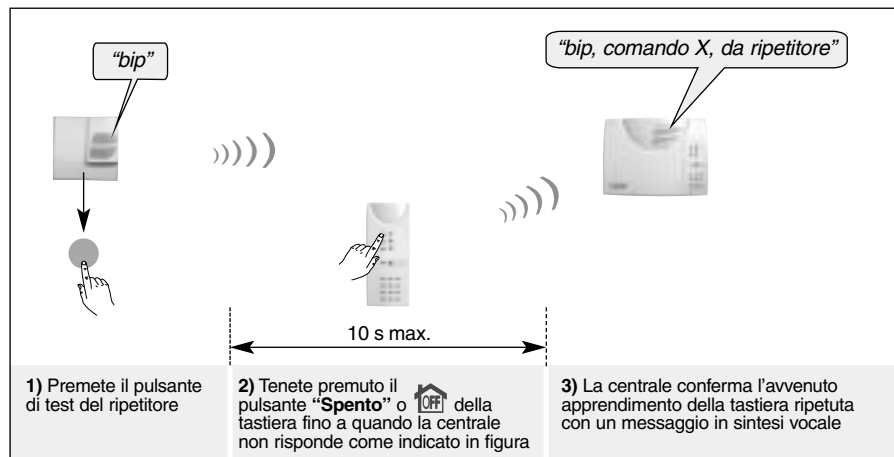 “bip”
“bip, comando X, da ripetitore”
10 s max.
1) Premete il pulsante
di test del ripetitore
2) Tenete premuto il
pulsante “Spento” o OFF della
tastiera fino a quando la centrale
non risponde come indicato in figura
3) La centrale conferma l’avvenuto
apprendimento della tastiera ripetuta
con un messaggio in sintesi vocale